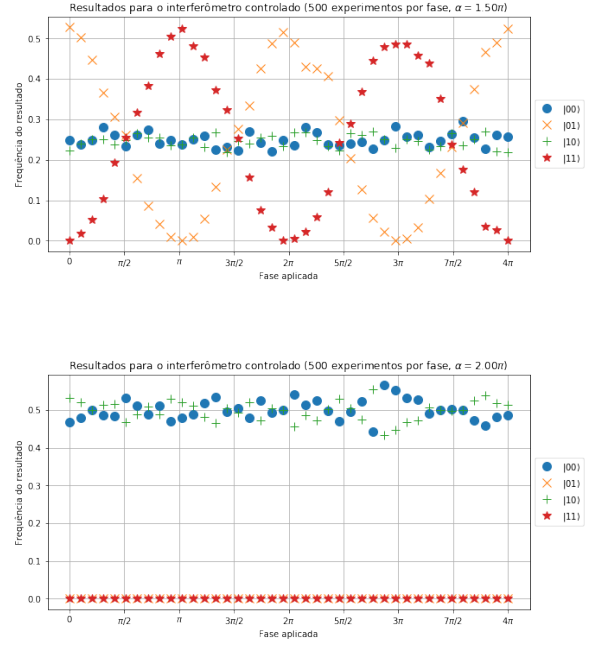 Resultados para o interferômetro controlado (500 experimentos por fase, α = 1.50π)
Frequência do resultado
0.5
0.4
0.3
0.2
0.1
0.0
0 π/2 π 3π/2 2π 5π/2 3π 7π/2 4π
Fase aplicada
|00⟩
|01⟩
|10⟩
|11⟩
Resultados para o interferômetro controlado (500 experimentos por fase, α = 2.00π)
Frequência do resultado
0.5
0.4
0.3
0.2
0.1
0.0
0 π/2 π 3π/2 2π 5π/2 3π 7π/2 4π
Fase aplicada
|00⟩
|01⟩
|10⟩
|11⟩